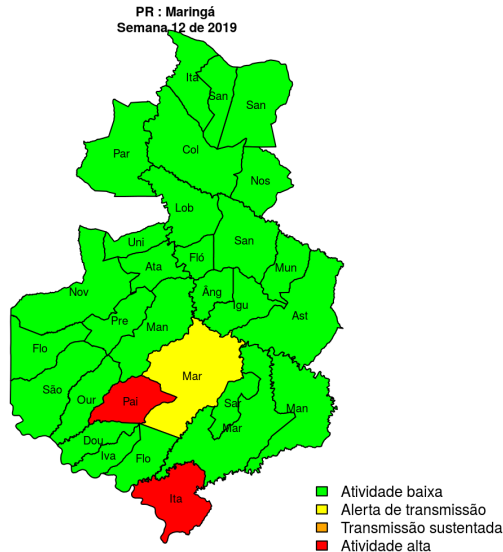 PR : Maringá
Semana 12 de 2019
Itá
San
San
Par
Col
Nos
Lob
Uni
San
Fló
Ata
Mun
Nov
Âng
Igu
Ast
Pre
Man
Flo
Mar
São
Our
Pai
Sar
Man
Mar
Dou
Iva
Flo
Ita
Atividade baixa
Alerta de transmissão
Transmissão sustentada
Atividade alta